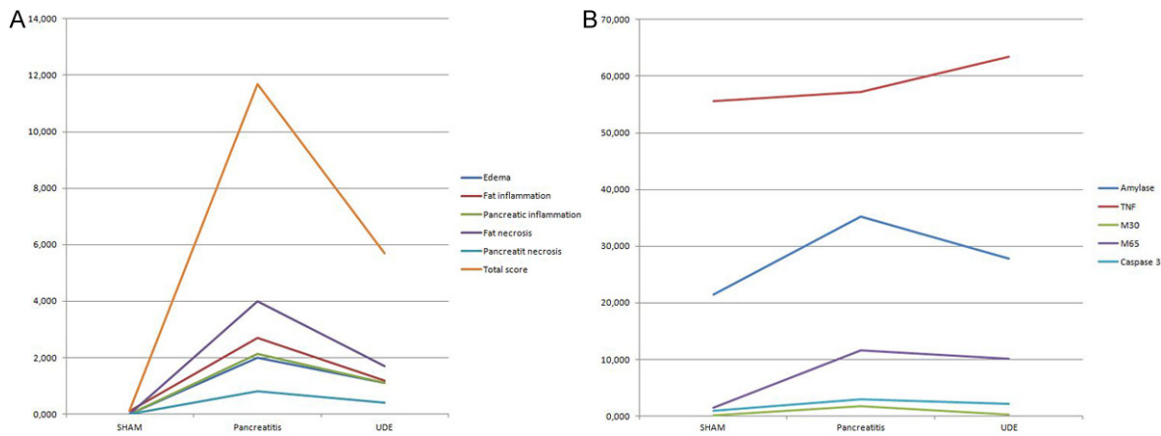 A
14,000
12,000
10,000
8,000
6,000
4,000
2,000
0,000
SHAM
Pancreatitis
UDE
Edema
Fat inflammation
Pancreatic inflammation
Fat necrosis
Pancreatit necrosis
Total score
B
70,000
60,000
50,000
40,000
30,000
20,000
10,000
0,000
SHAM
Pancreatitis
UDE
Amylase
TNF
M30
M65
Caspase 3